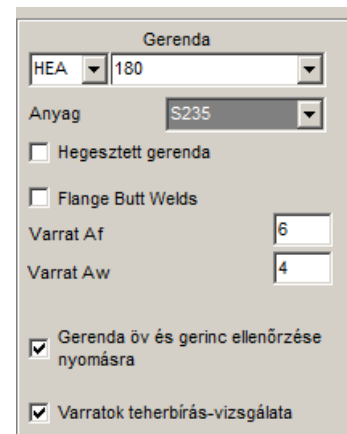 Gerenda
HEA 180
Anyag S235
Hegesztett gerenda
Flange Butt Welds
Varrat Af 6
Varrat Aw 4
Gerenda öv és gerinc ellenőrzése
nyomásra
Varratok teherbírás-vizsgálata